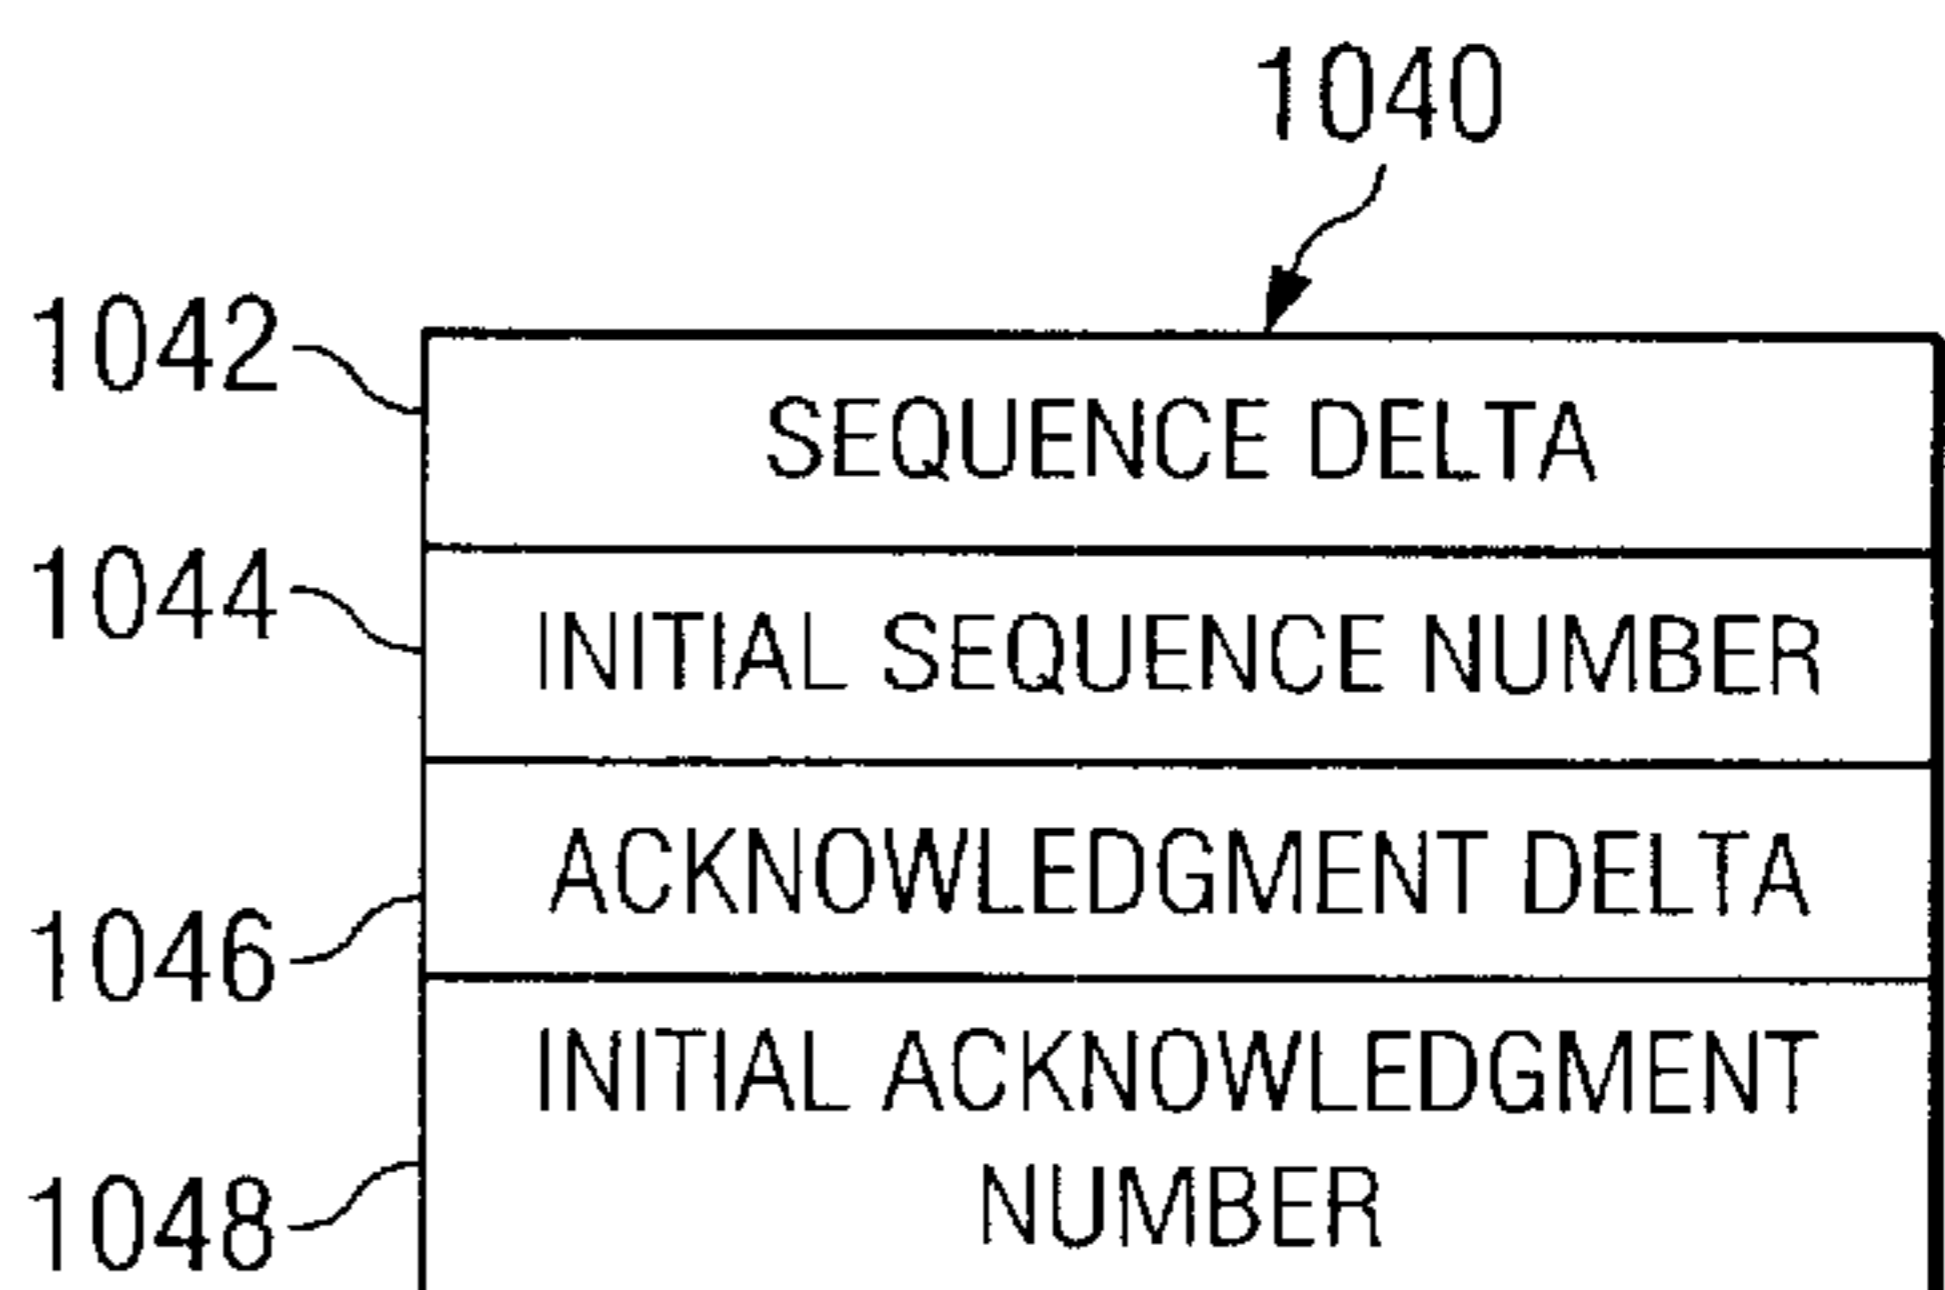 1040
1042
SEQUENCE DELTA
1044
INITIAL SEQUENCE NUMBER
ACKNOWLEDGMENT DELTA
1046
INITIAL ACKNOWLEDGMENT
NUMBER
1048